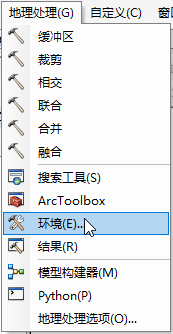 地理处理(G) 自定义(C)
缓冲区
裁剪
相交
联合
合并
融合
搜索工具(S)
ArcToolbox
环境(E)...
结果(R)
模型构建器(M)
Python(P)
地理处理选项(O)...